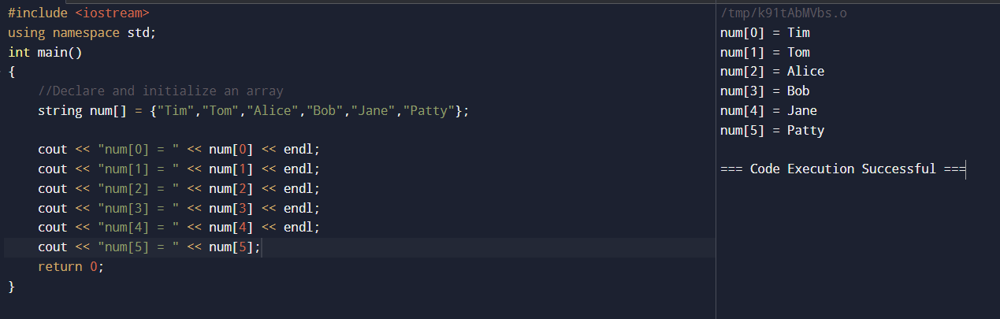 #include <iostream>
using namespace std;
int main()
{
    //Declare and initialize an array
    string num[] = {"Tim","Tom","Alice","Bob","Jane","Patty"};
    cout << "num[0] = " << num[0] << endl;
    cout << "num[1] = " << num[1] << endl;
    cout << "num[2] = " << num[2] << endl;
    cout << "num[3] = " << num[3] << endl;
    cout << "num[4] = " << num[4] << endl;
    cout << "num[5] = " << num[5];
    return 0;
}
/tmp/k91tAbMVbs.o
num[0] = Tim
num[1] = Tom
num[2] = Alice
num[3] = Bob
num[4] = Jane
num[5] = Patty
=== Code Execution Successful ===